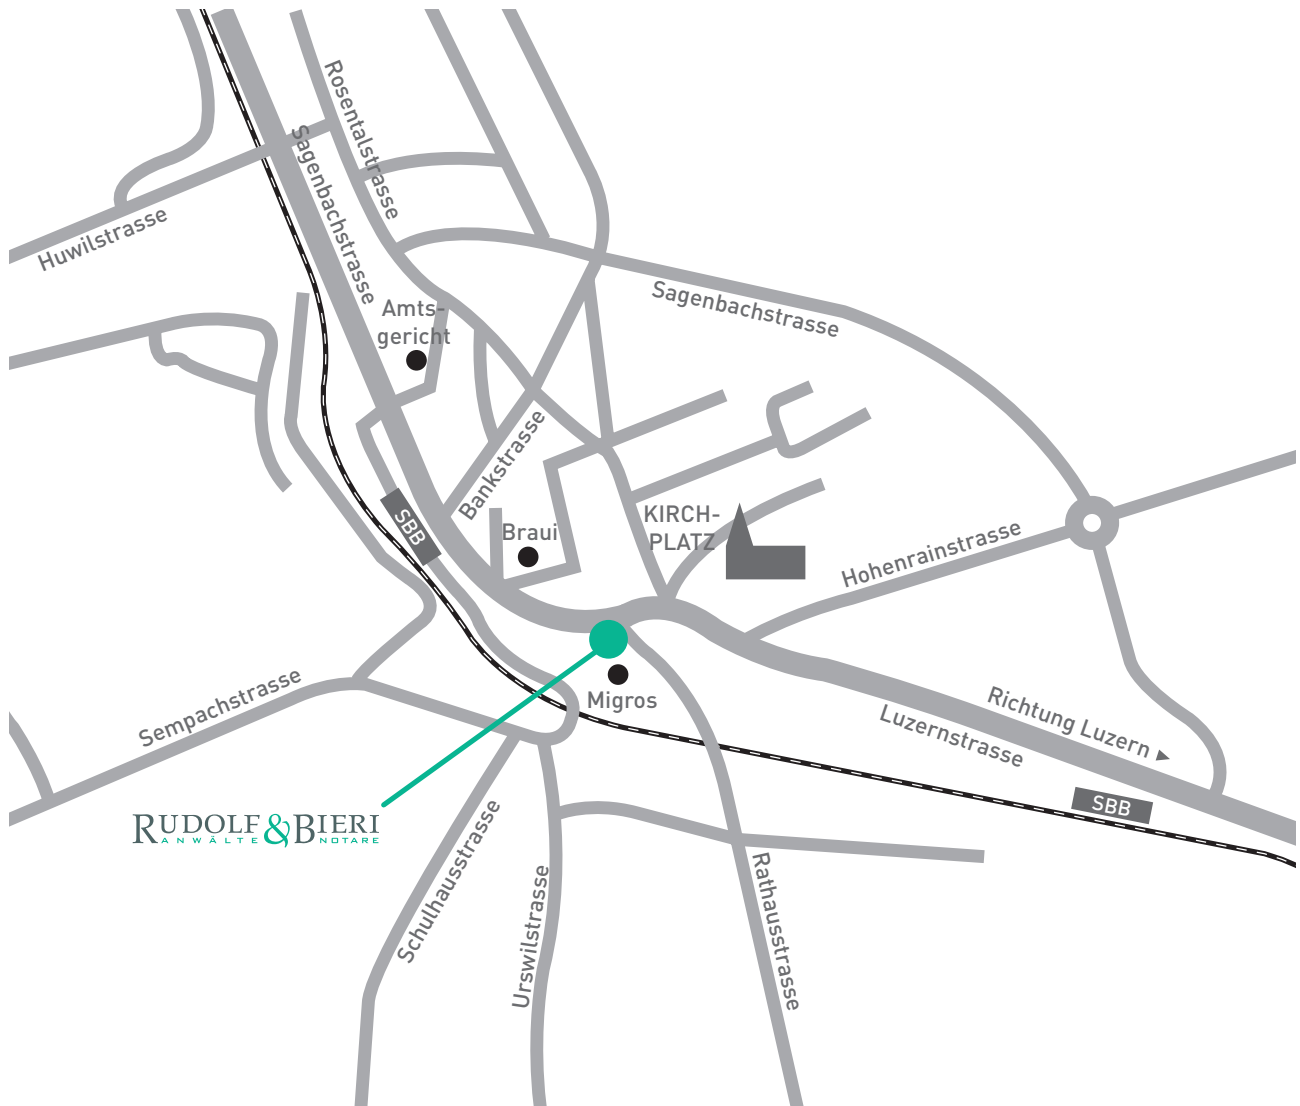 Rosentalstrasse
Sagenbachstrasse
Huwilstrasse
Amts-
gericht
Sagenbachstrasse
Bankstrasse
SBB
Braui
KIRCH-
PLATZ
Hohenrainstrasse
Migros
Sempachstrasse
Richtung Luzern
Luzernstrasse
SBB
RUDOLF & BIERI
ANWÄLTE NOTARE
Schulhausstrasse
Urswilstrasse
Rathausstrasse